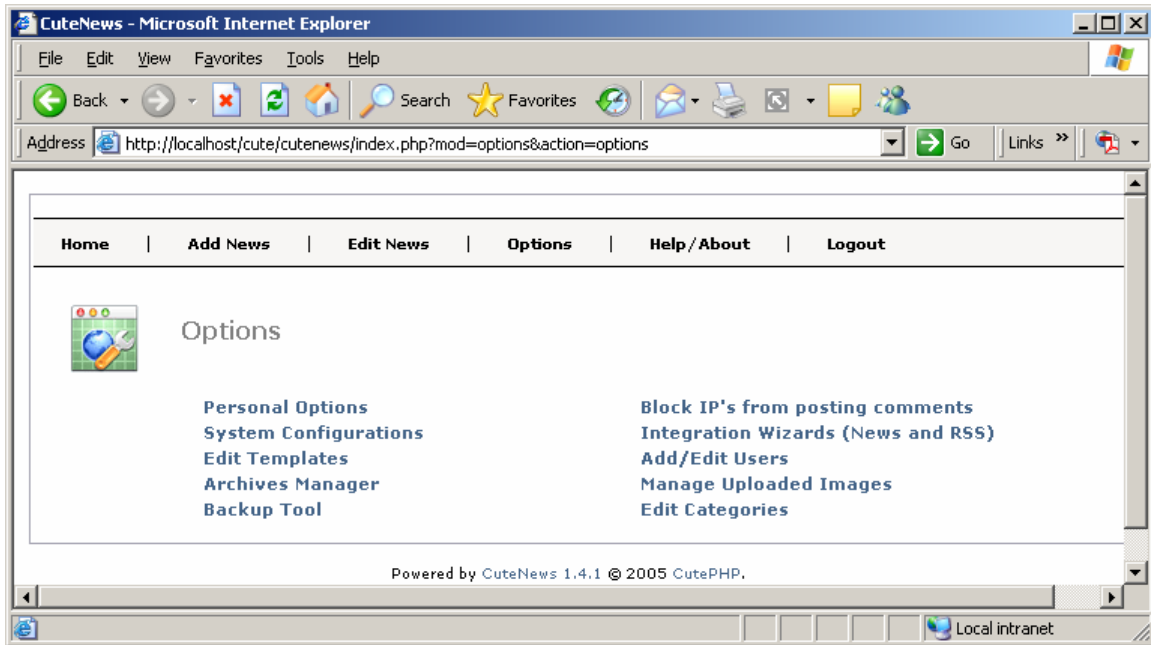 CuteNews - Microsoft Internet Explorer
File Edit View Favorites Tools Help
Back Search Favorites
Address http://localhost/cute/cutenews/index.php?mod=options&action=options Go Links »
Home | Add News | Edit News | Options | Help/About | Logout
Options
Personal Options Block IP's from posting comments
System Configurations Integration Wizards (News and RSS)
Edit Templates Add/Edit Users
Archives Manager Manage Uploaded Images
Backup Tool Edit Categories
Powered by CuteNews 1.4.1 © 2005 CutePHP.
Local intranet